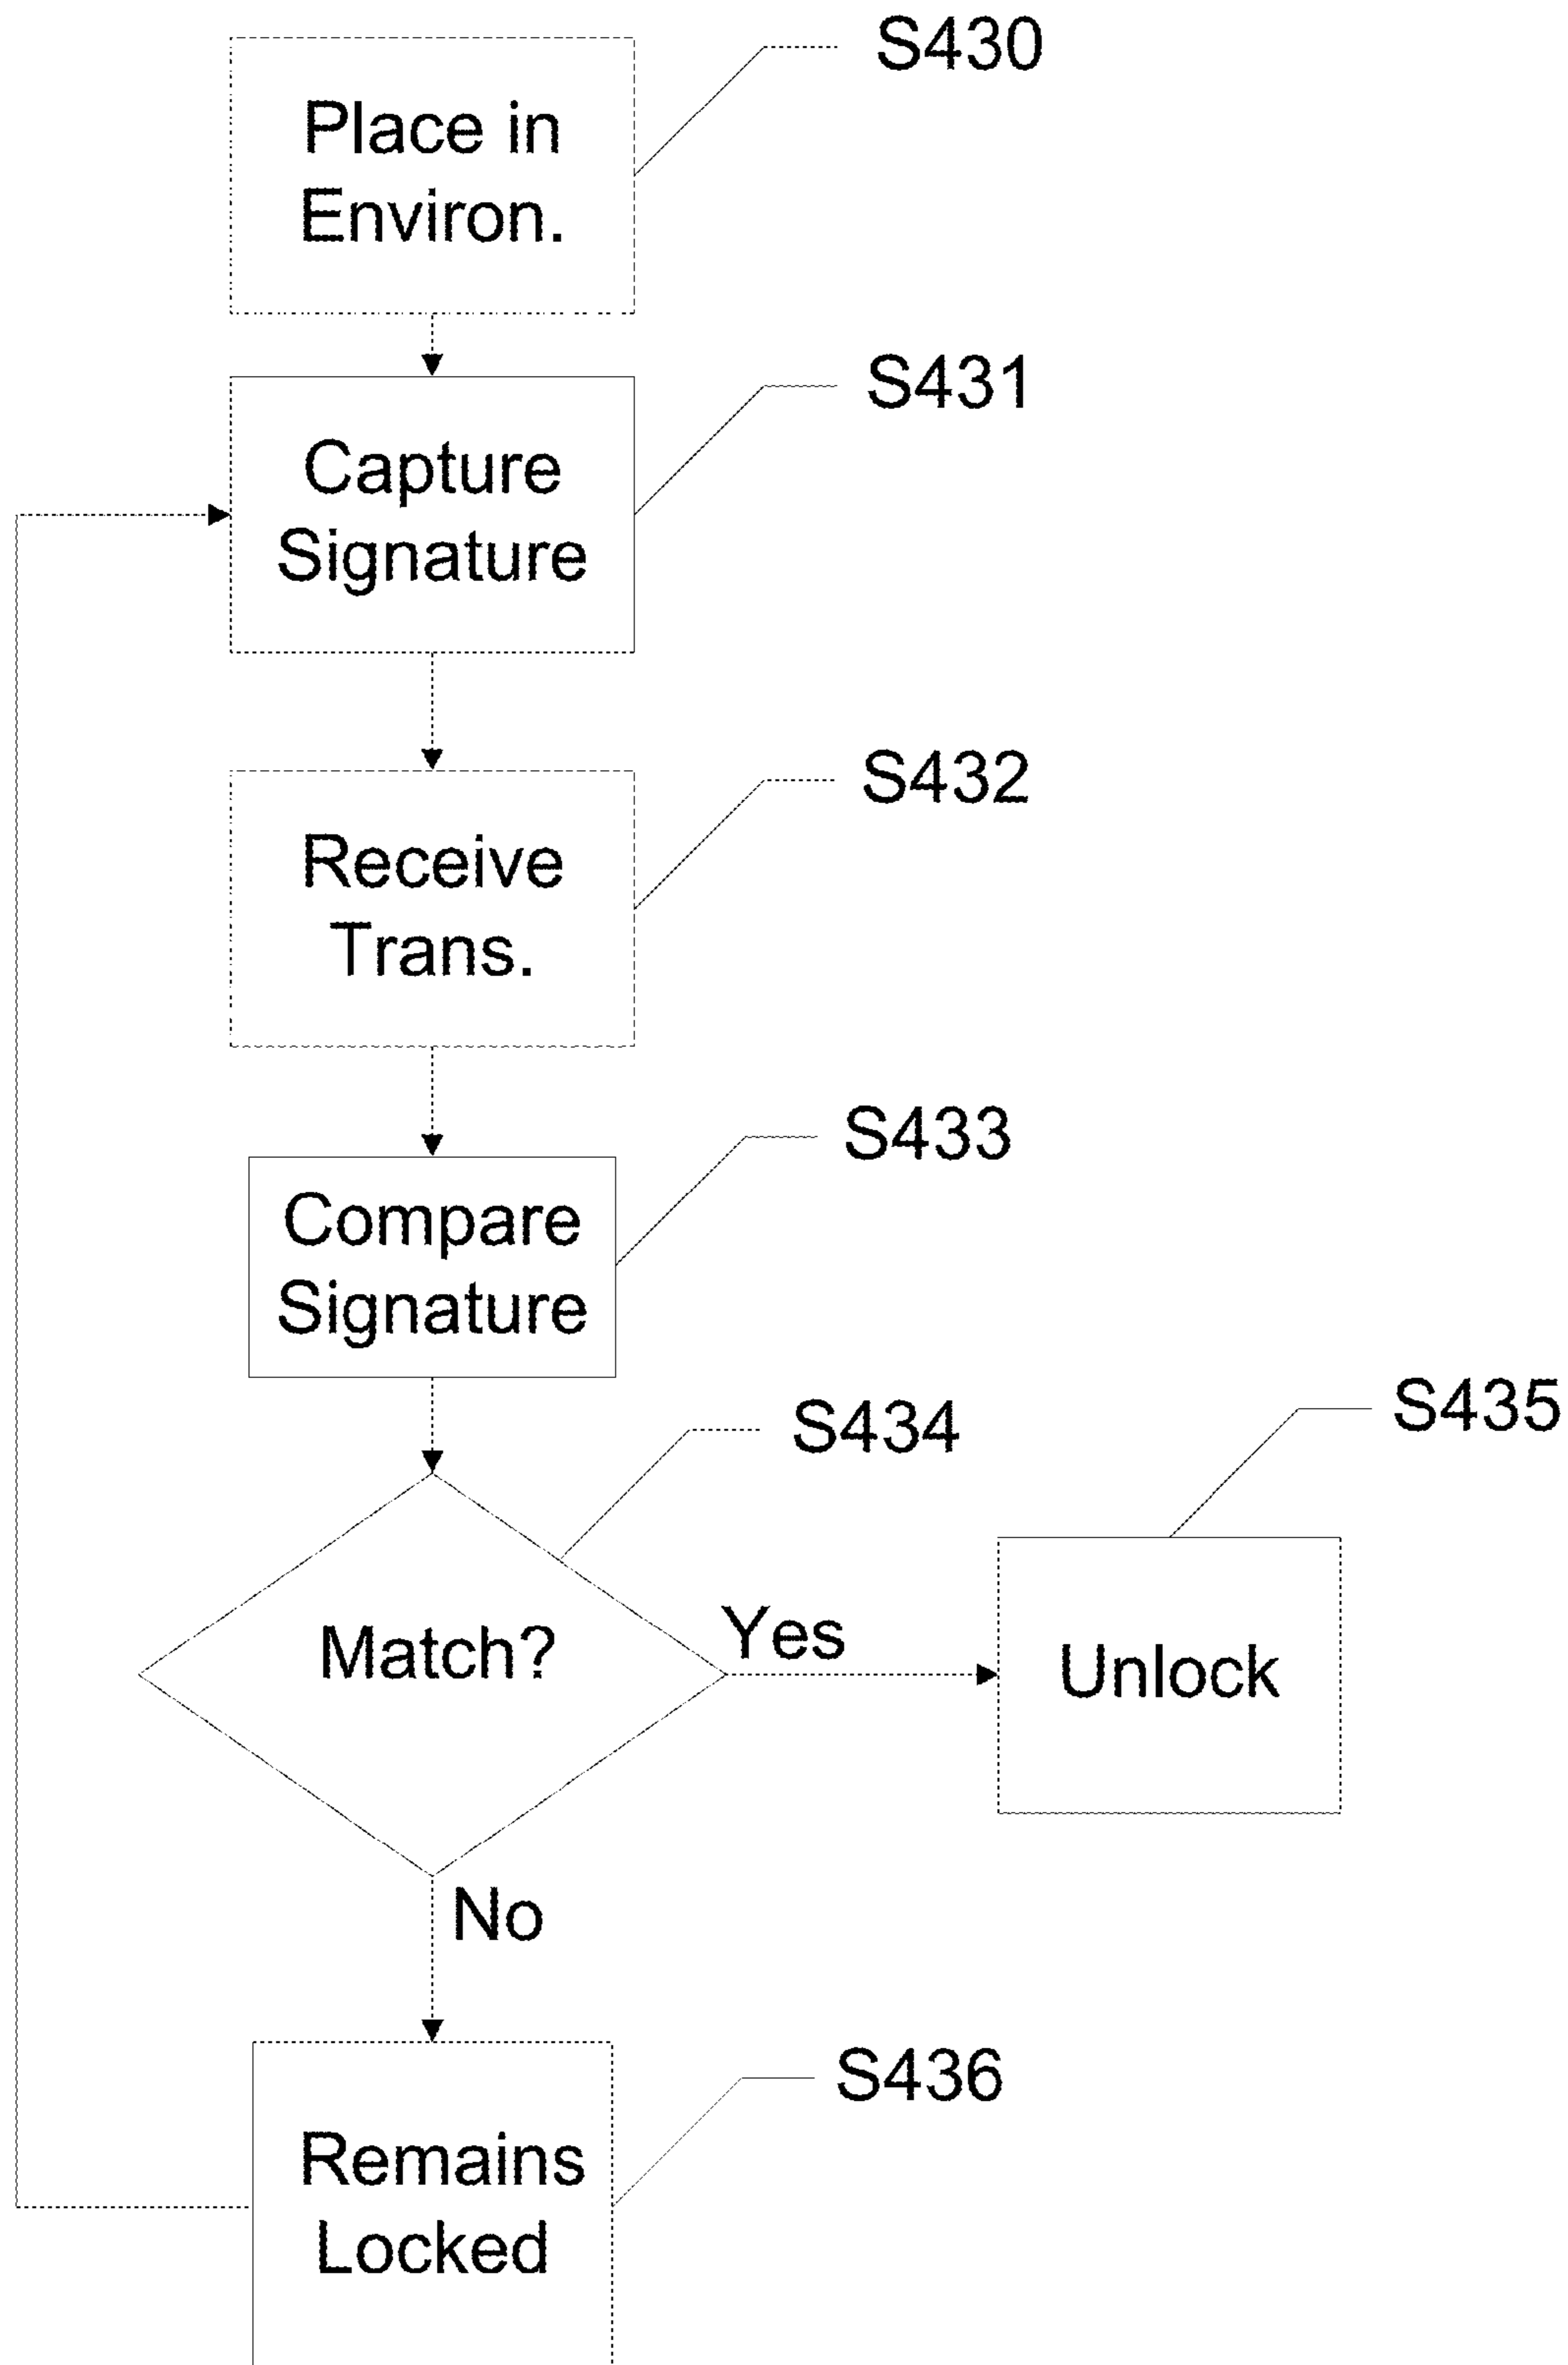 S430
Place in
Environ.
S431
Capture
Signature
S432
Receive
Trans.
S433
Compare
Signature
S434
S435
Match?
Yes
Unlock
No
S436
Remains
Locked